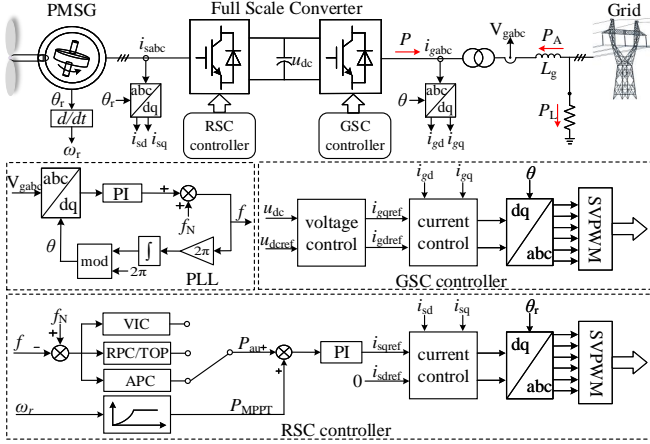 PMSG
Full Scale Converter
Grid
i_sabc
u_dc
P
i_gabc
V_gabc
P_A
L_g
P_L
θ_r
d/dt
ω_r
θ_r
abc
dq
i_sd i_sq
RSC
controller
GSC
controller
θ
abc
dq
i_gd i_gq
V_gabc
abc
dq
PI
+
+
f_N
f
θ
mod
∫
2π
2π
PLL
u_dc
u_dcref
voltage
control
i_gqref
i_gdref
i_gd
i_gq
current
control
θ
dq
abc
SVPWM
GSC controller
f_N
+
f
-
VIC
RPC/TOP
APC
P_au
+
+
ω_r
P_MPPT
PI
i_sqref
0
i_sdref
i_sd
i_sq
current
control
θ_r
dq
abc
SVPWM
RSC controller